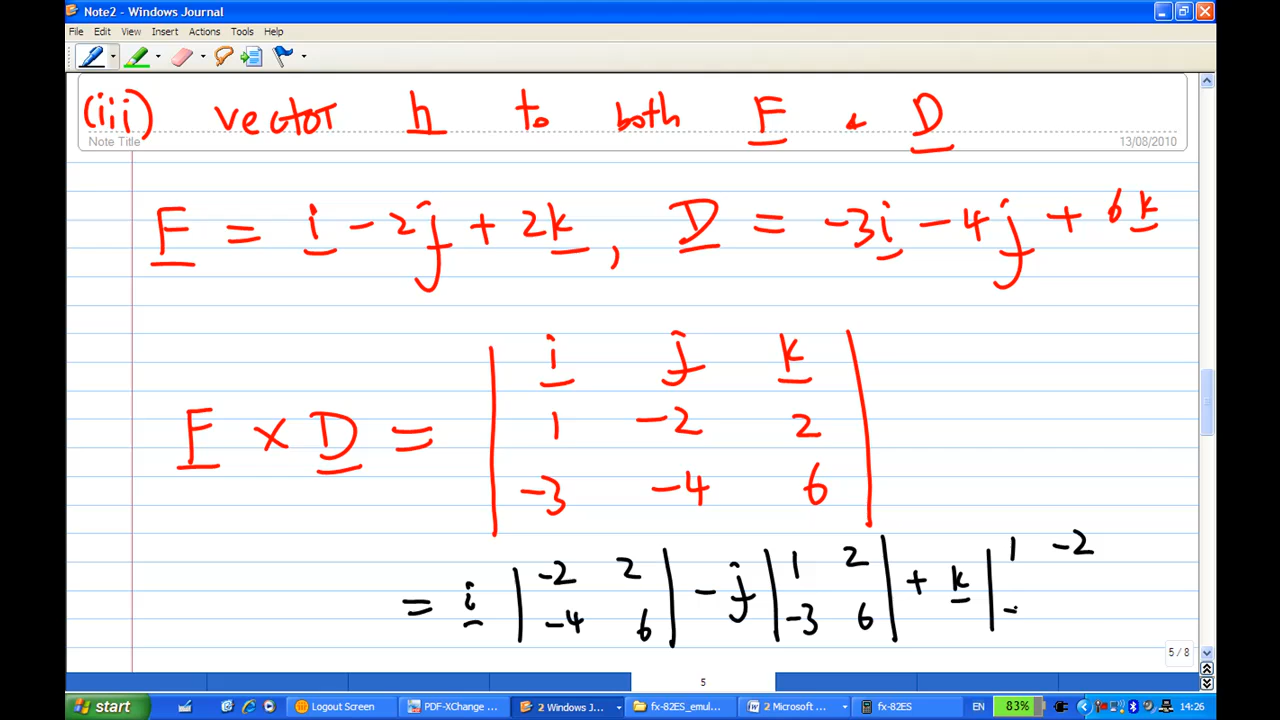 Note2 - Windows Journal
File Edit View Insert Actions Tools Help
(iii) vector h to both F & D
Note Title
13/08/2010
F = i - 2j + 2k, D = -3i - 4j + 6k
i j k
1 -2 2
F × D =
-3 -4 6
= i | -2 2 | - j | 1 2 | + k | 1 -2
-4 6 -3 6 -
5 / 8
5
start
Logout Screen
PDF-XChange ...
2 Windows J...
fx-82ES_emul...
2 Microsoft ...
fx-82ES
EN
83%
14:26